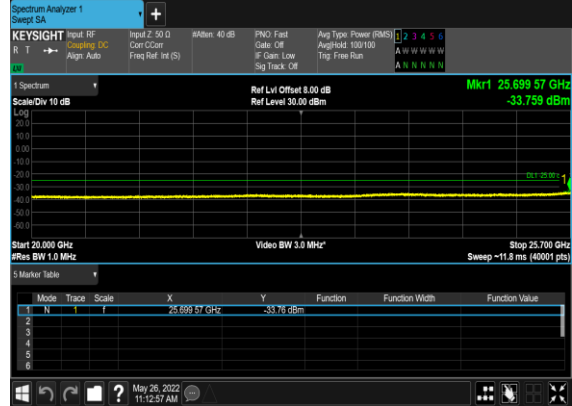 Spectrum Analyzer 1
Swept SA
+
KEYSIGHT
R T
Input: RF
Coupling: DC
Align: Auto
Input Z: 50 Ω
Corr CCorr
Freq Ref: Int (S)
#Atten: 40 dB
PNO: Fast
Gate: Off
IF Gain: Low
Sig Track: Off
Avg Type: Power (RMS)
Avg|Hold: 100/100
Trig: Free Run
1 2 3 4 5 6
A W W W W W
A N N N N N
1 Spectrum
Scale/Div 10 dB
Ref Lvl Offset 8.00 dB
Ref Level 30.00 dBm
Mkr1 25.699 57 GHz
-33.759 dBm
Log
20.0
10.0
0.00
-10.0
-20.0
-30.0
-40.0
-50.0
-60.0
1
Start 20.000 GHz
#Res BW 1.0 MHz
Video BW 3.0 MHz*
Stop 25.700 GHz
Sweep ~11.8 ms (40001 pts)
5 Marker Table
Mode Trace Scale X Y Function Function Width Function Value
1 N 1 f 25.699 57 GHz -33.76 dBm
2
3
4
5
6
?
May 26, 2022
11:12:57 AM